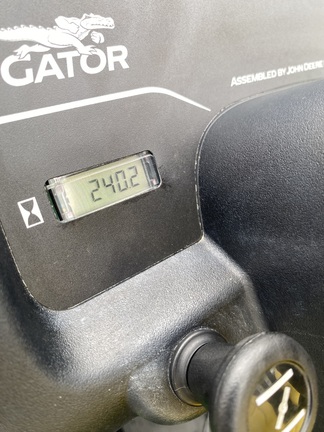 GATOR
ASSEMBLED BY JOHN DEERE
240.2